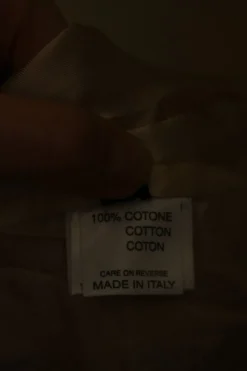 100% COTONE
COTTON
COTON
CARE ON REVERSE
MADE IN ITALY